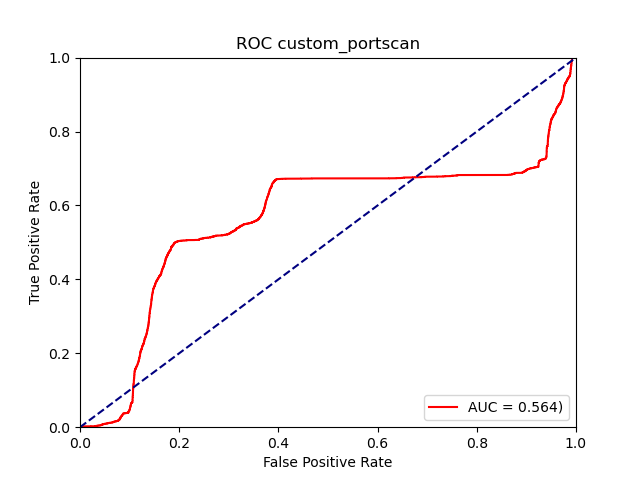 ROC custom_portscan
True Positive Rate
1.0
0.8
0.6
0.4
0.2
0.0
0.0 0.2 0.4 0.6 0.8 1.0
False Positive Rate
AUC = 0.564)